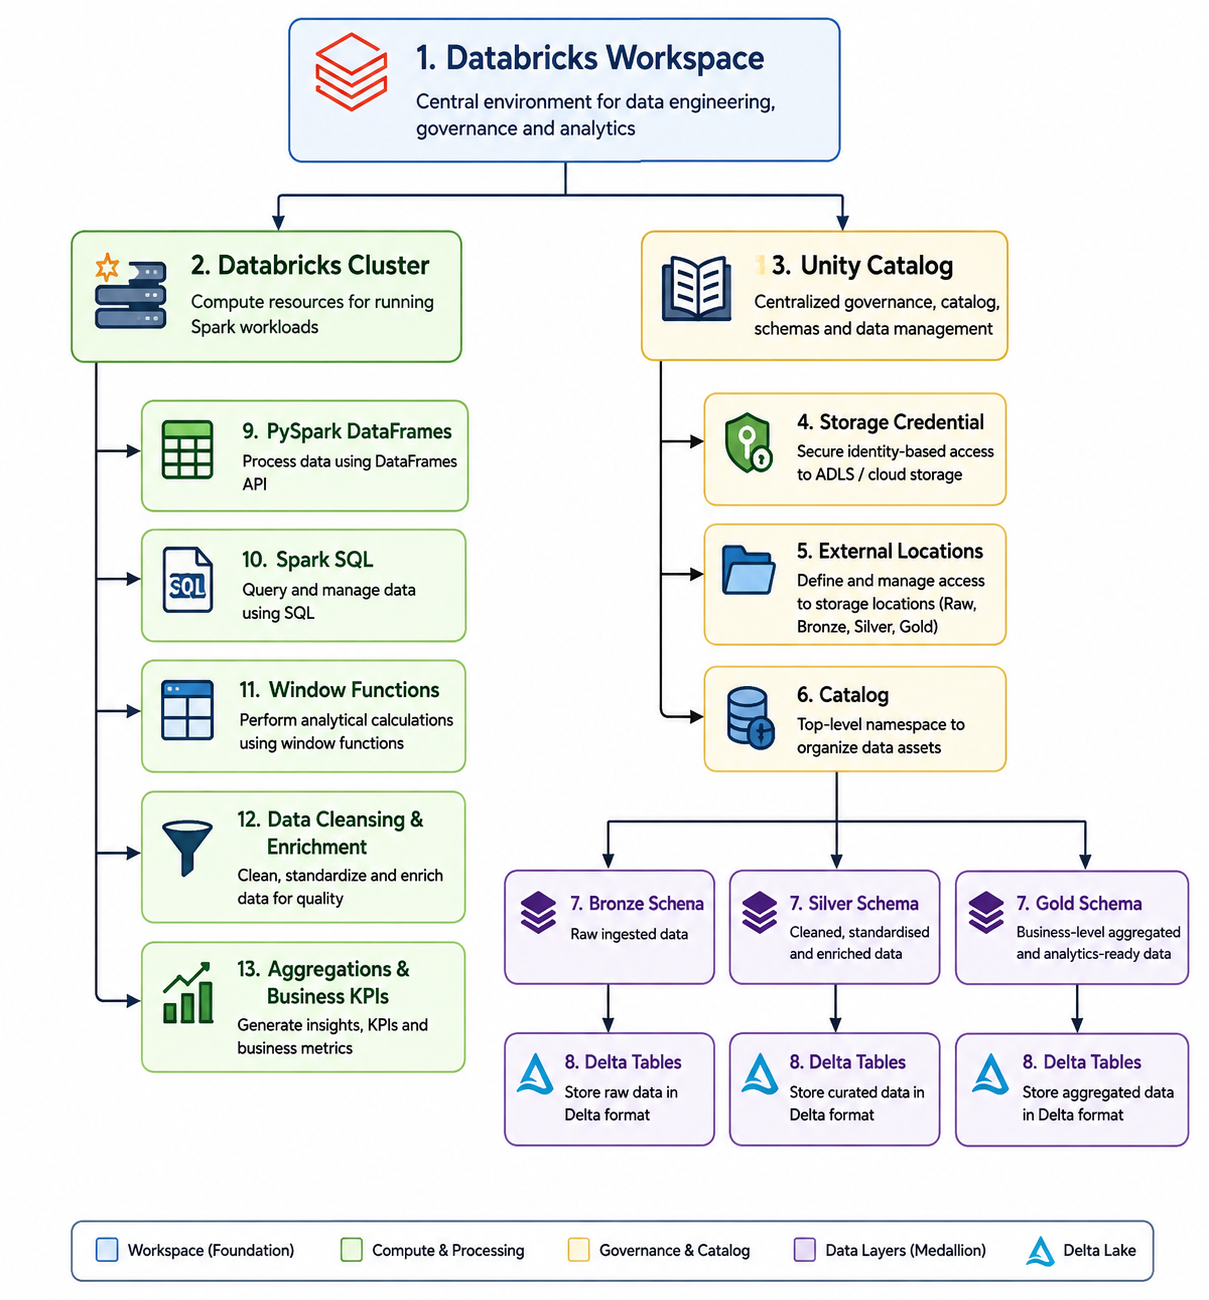 1. Databricks Workspace
Central environment for data engineering,
governance and analytics
2. Databricks Cluster
Compute resources for running
Spark workloads
3. Unity Catalog
Centralized governance, catalog,
schemas and data management
9. PySpark DataFrames
Process data using DataFrames
API
10. Spark SQL
SQL
Query and manage data
using SQL
11. Window Functions
Perform analytical calculations
using window functions
12. Data Cleansing &
Enrichment
Clean, standardize and enrich
data for quality
13. Aggregations &
Business KPIs
Generate insights, KPIs and
business metrics
4. Storage Credential
Secure identity-based access
to ADLS / cloud storage
5. External Locations
Define and manage access
to storage locations (Raw,
Bronze, Silver, Gold)
6. Catalog
Top-level namespace to
organize data assets
7. Bronze Schena
Raw ingested data
7. Silver Schema
Cleaned, standardised
and enriched data
7. Gold Schema
Business-level aggregated
and analytics-ready data
8. Delta Tables
Store raw data in
Delta format
8. Delta Tables
Store curated data in
Delta format
8. Delta Tables
Store aggregated data
in Delta format
Workspace (Foundation)
Compute & Processing
Governance & Catalog
Data Layers (Medallion)
Delta Lake